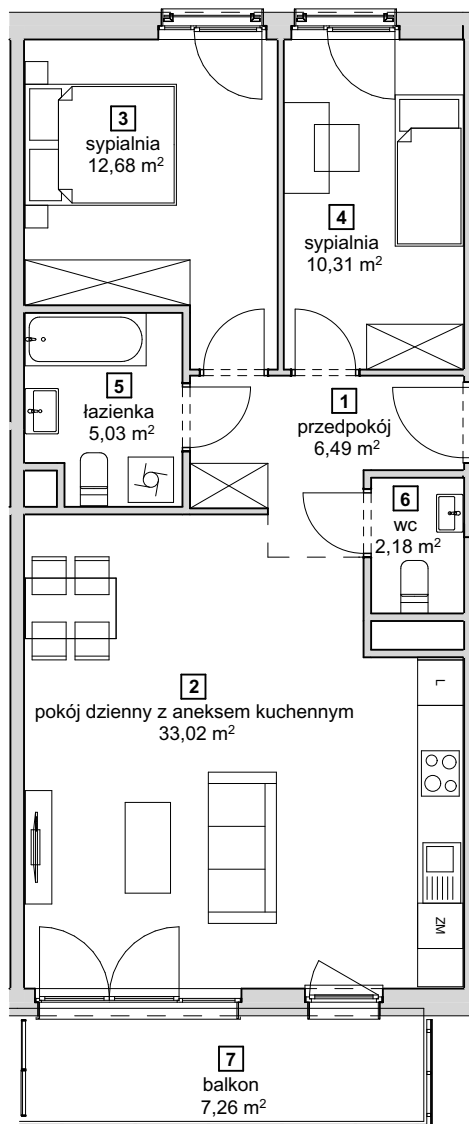 3
sypialnia
12,68 m²
4
sypialnia
10,31 m²
5
łazienka
5,03 m²
1
przedpokój
6,49 m²
6
wc
2,18 m²
2
pokój dzienny z aneksem kuchennym
33,02 m²
L
ZM
7
balkon
7,26 m²